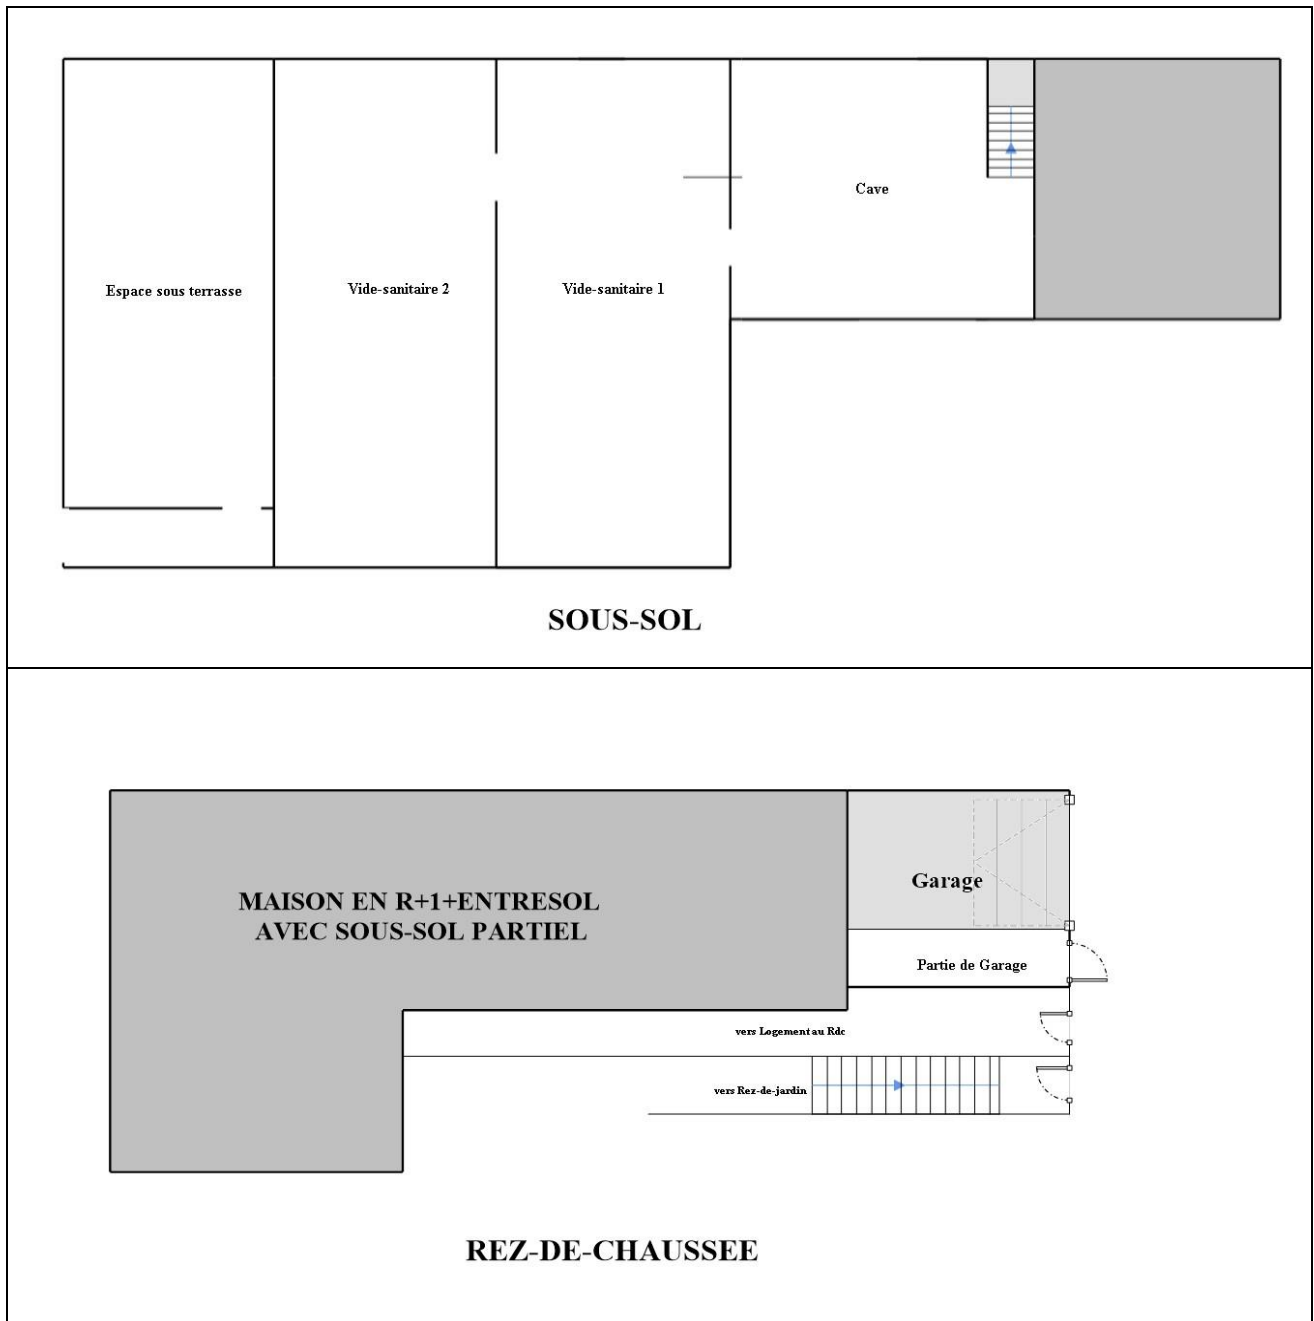 Cave
Espace sous terrasse
Vide-sanitaire 2
Vide-sanitaire 1
SOUS-SOL
Garage
MAISON EN R+1+ENTRESOL
AVEC SOUS-SOL PARTIEL
Partie de Garage
vers Logement au Rdc
vers Rez-de-jardin
REZ-DE-CHAUSSEE